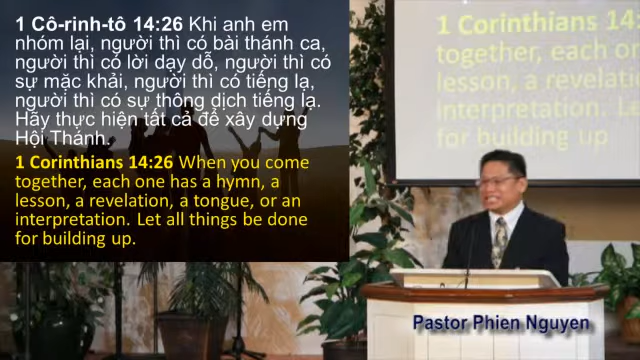 1 Cô-rinh-tô 14:26 Khi anh em
nhóm lại, người thì có bài thánh ca,
người thì có lời dạy dỗ, người thì có
sự mặc khải, người thì có tiếng lạ,
người thì có sự thông dịch tiếng lạ.
Hãy thực hiện tất cả để xây dựng
Hội Thánh.
1 Corinthians 14:26 When you come
together, each one has a hymn, a
lesson, a revelation, a tongue, or an
interpretation. Let all things be done
for building up.
1 Corinthians 14
together, each one
lesson, a revelat
interpretation. L
for building up
Pastor Phien Nguyen